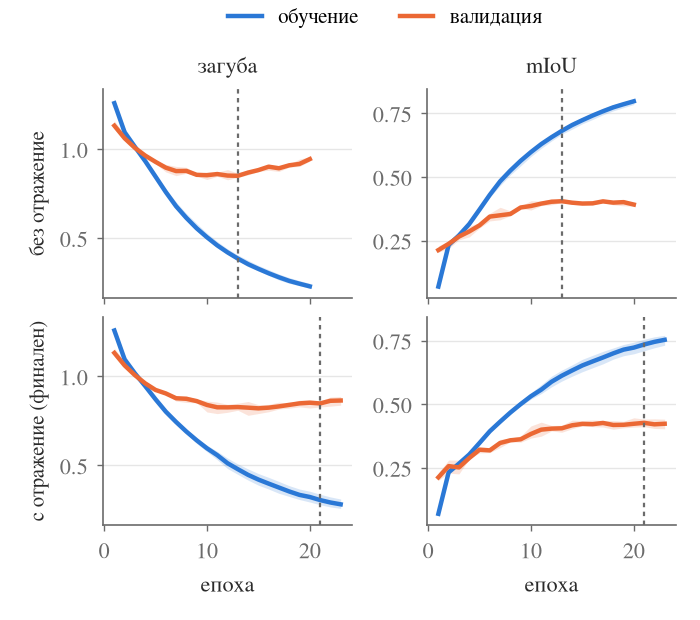 обучение валидация
загуба mIoU
без отражение
1.0
0.5
0.75
0.50
0.25
с отражение (финален)
1.0
0.5
0.75
0.50
0.25
0 10 20
0 10 20
епоха епоха